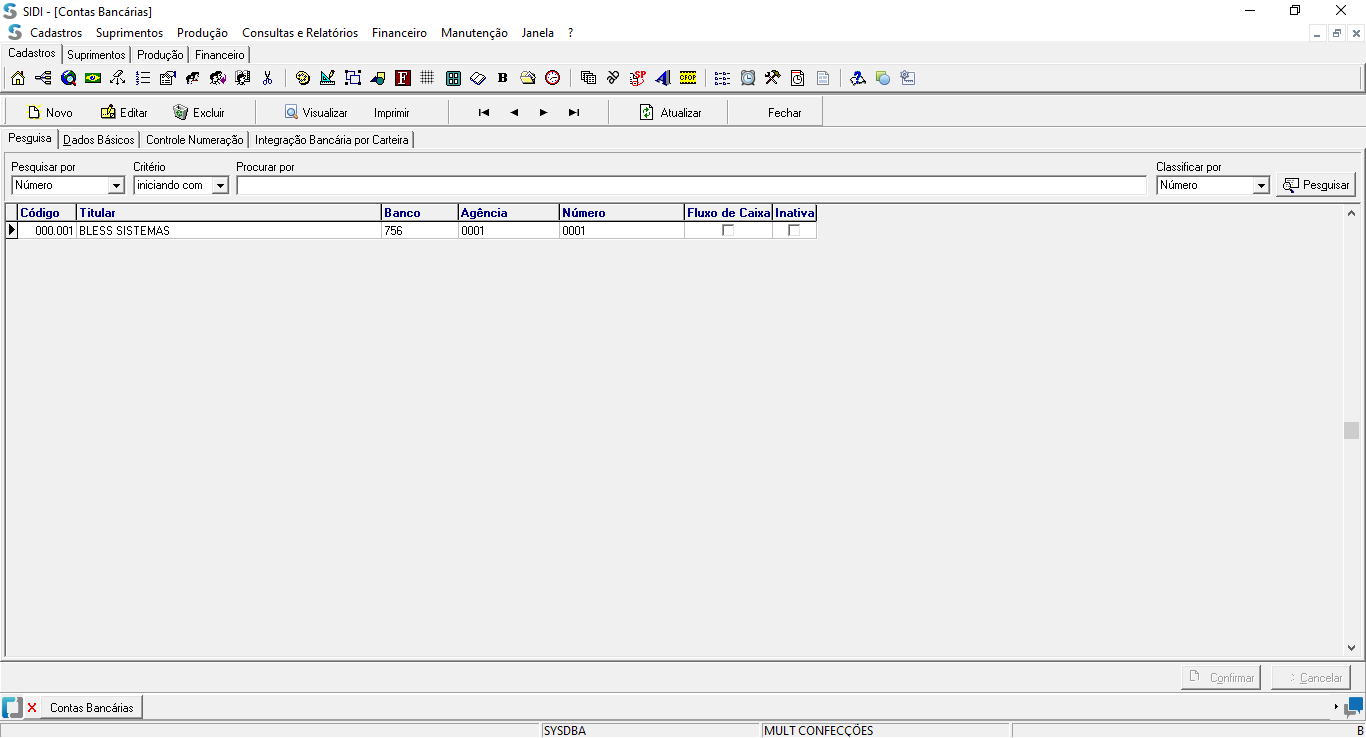 SIDI - [Contas Bancárias]
Cadastros Suprimentos Produção Consultas e Relatórios Financeiro Manutenção Janela ?
Cadastros Suprimentos Produção Financeiro
F B SP CFOP
Novo Editar Excluir Visualizar Imprimir Atualizar Fechar
Pesquisa Dados Básicos Controle Numeração Integração Bancária por Carteira
Pesquisar por Critério Procurar por Classificar por
Número iniciando com Número Pesquisar
Código Titular Banco Agência Número Fluxo de Caixa Inativa
000.001 BLESS SISTEMAS 756 0001 0001
Confirmar Cancelar
Contas Bancárias
SYSDBA MULT CONFECÇÕES B